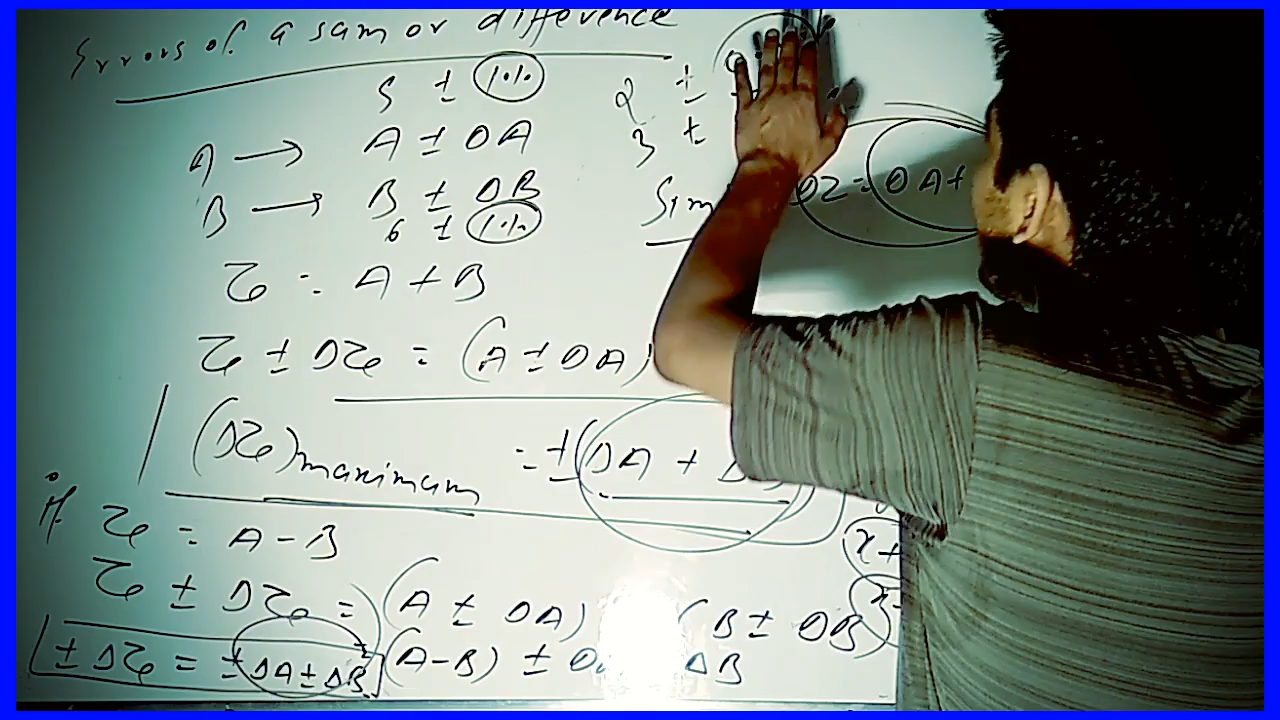 Errors of a sum or difference
5 ± 1%
2 ±
A → A ± ΔA
3 ±
B → B ± ΔB
6 ± 1%
ΔZ = ΔA +
Z = A + B
Z ± ΔZ = (A ± ΔA)
(ΔZ)maximum = ±(ΔA +
if Z = A - B
x +
Z ± ΔZ = (A ± ΔA) (B ± ΔB)
± ΔZ = ± ΔA ± ΔB
(A - B) ± ΔB